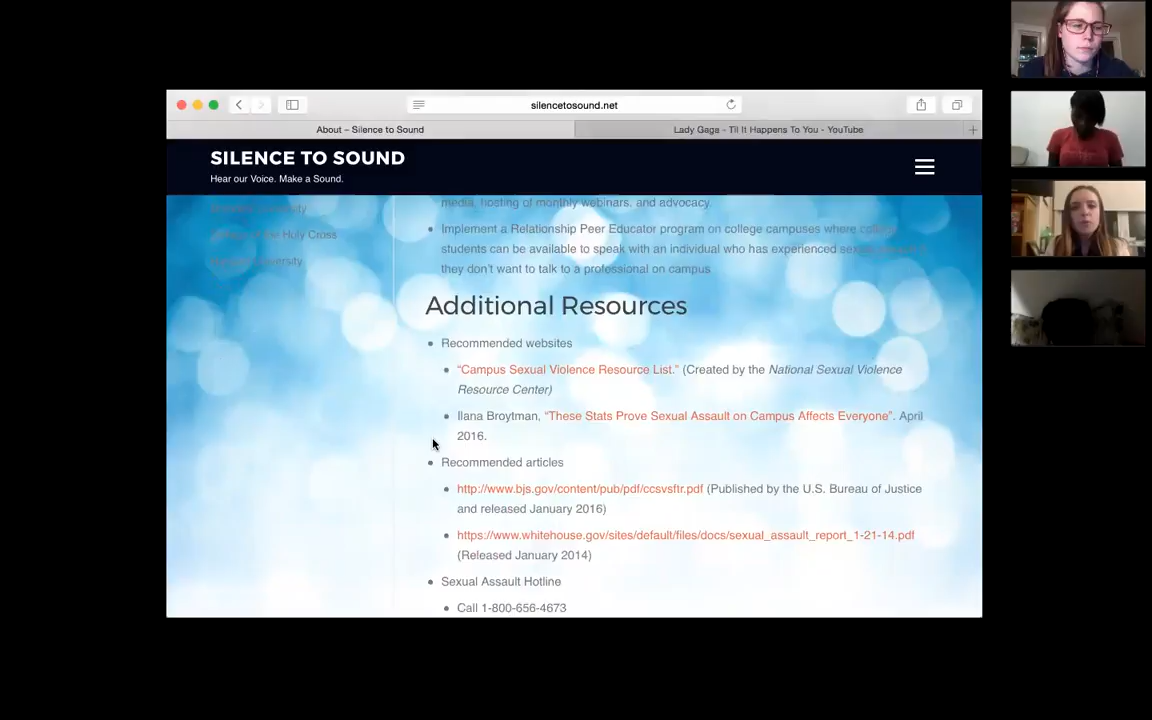 silencetosound.net
About – Silence to Sound
Lady Gaga - Til It Happens To You - YouTube
SILENCE TO SOUND
Hear our Voice. Make a Sound.
media, hosting of monthly webinars, and advocacy.
Implement a Relationship Peer Educator program on college campuses where college
students can be available to speak with an individual who has experienced
they don't want to talk to a professional on campus
the Holy Cross
Additional Resources
Recommended websites
“Campus Sexual Violence Resource List.” (Created by the National Sexual Violence
Resource Center)
Ilana Broytman, “These Stats Prove Sexual Assault on Campus Affects Everyone”. April
2016.
Recommended articles
http://www.bjs.gov/content/pub/pdf/ccsvsftr.pdf (Published by the U.S. Bureau of Justice
and released January 2016)
https://www.whitehouse.gov/sites/default/files/docs/sexual_assault_report_1-21-14.pdf
(Released January 2014)
Sexual Assault Hotline
Call 1-800-656-4673